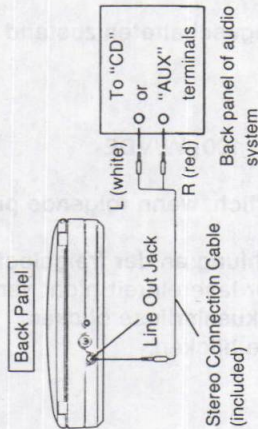 Back Panel
Line Out Jack
Stereo Connection Cable
(included)
L (white)
R (red)
To "CD"
or
"AUX"
terminals
Back panel of audio
system